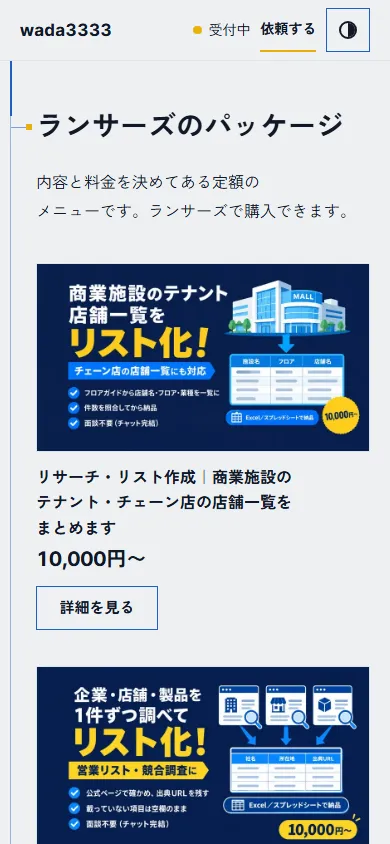 wada3333
受付中
依頼する
ランサーズのパッケージ
内容と料金を決めてある定額の
メニューです。ランサーズで購入できます。
商業施設のテナント
店舗一覧を
リスト化!
チェーン店の店舗一覧にも対応
フロアガイドから店舗名・フロア・業種を一覧に
件数を照合してから納品
面談不要（チャット完結）
MALL
施設名 フロア 店舗名
Excel／スプレッドシートで納品
10,000円〜
リサーチ・リスト作成｜商業施設の
テナント・チェーン店の店舗一覧を
まとめます
10,000円〜
詳細を見る
企業・店舗・製品を
1件ずつ調べて
リスト化!
営業リスト・競合調査に
公式ページで確かめ、出典URLを残す
載っていない項目は空欄のまま
面談不要（チャット完結）
社名 所在地 出典URL
Excel／スプレッドシートで納品
10,000円〜